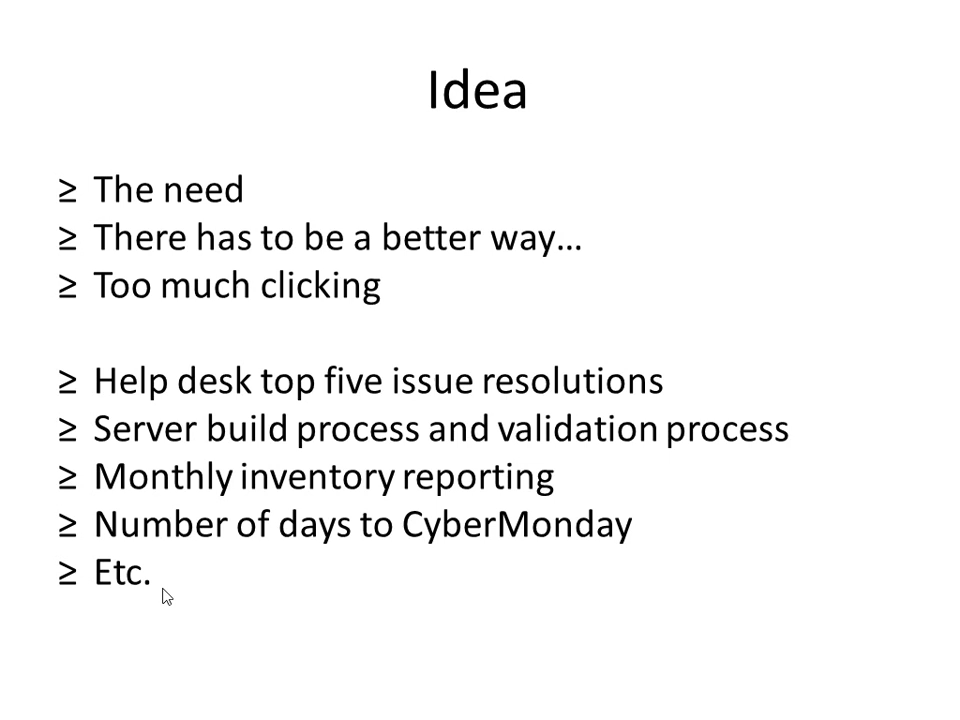 Idea
≥ The need
≥ There has to be a better way…
≥ Too much clicking
≥ Help desk top five issue resolutions
≥ Server build process and validation process
≥ Monthly inventory reporting
≥ Number of days to CyberMonday
≥ Etc.